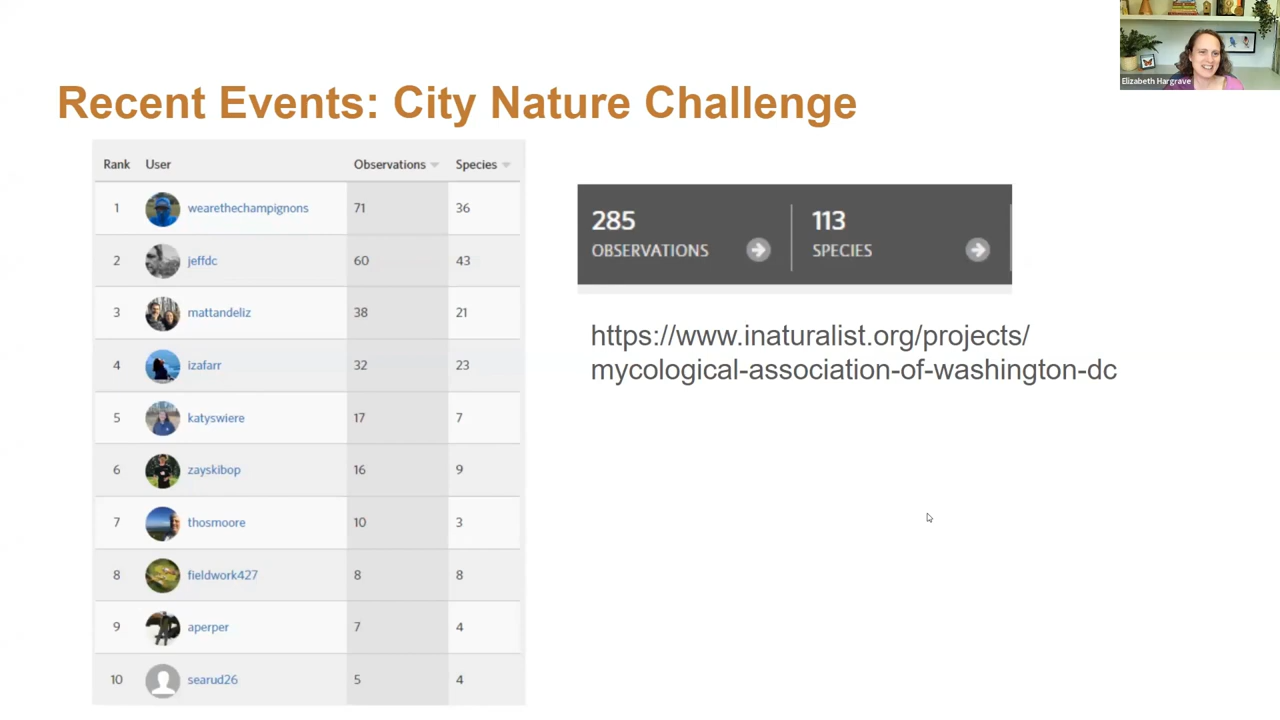 Elizabeth Hargrave
Recent Events: City Nature Challenge
Rank User Observations Species
1 wearethechampignons 71 36
2 jeffdc 60 43
3 mattandeliz 38 21
4 izafarr 32 23
5 katyswiere 17 7
6 zayskibop 16 9
7 thosmoore 10 3
8 fieldwork427 8 8
9 aperper 7 4
10 searud26 5 4
285 113
OBSERVATIONS SPECIES
https://www.inaturalist.org/projects/
mycological-association-of-washington-dc